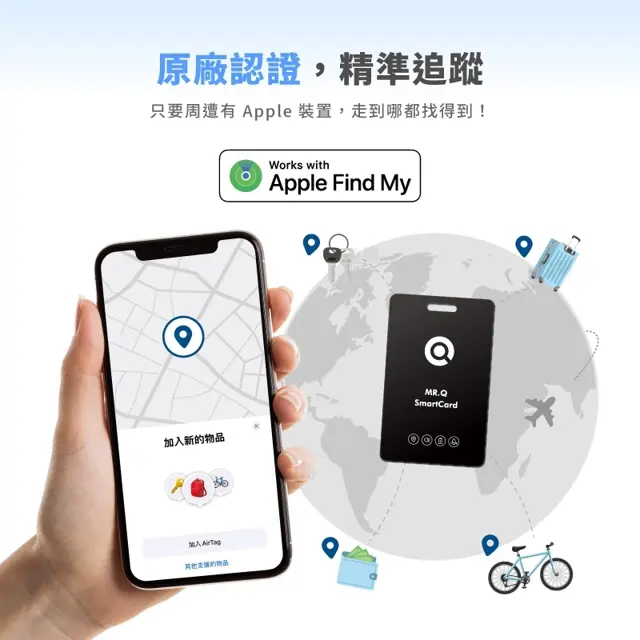 原廠認證，精準追蹤
只要周遭有 Apple 裝置，走到哪都找得到！
Works with
Apple Find My
MR.Q
SmartCard
加入新的物品
加入 AirTag
其他支援的物品